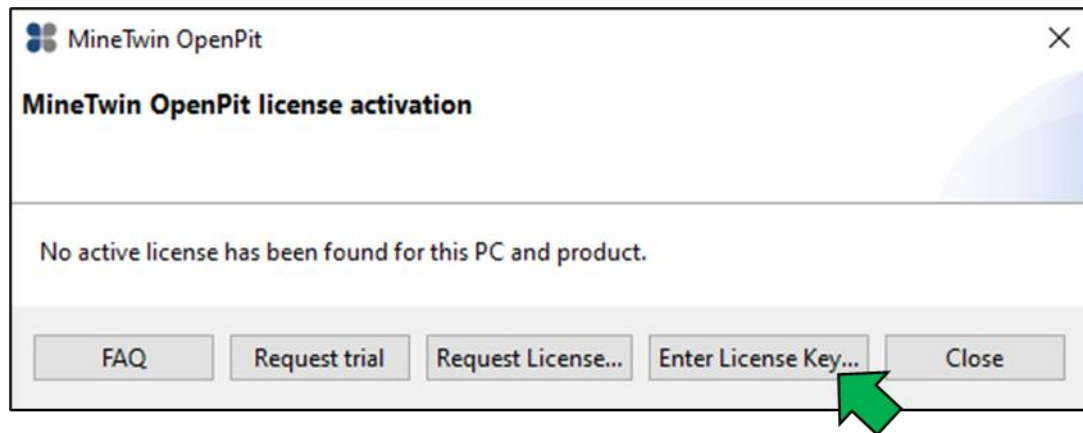 MineTwin OpenPit
MineTwin OpenPit license activation
No active license has been found for this PC and product.
FAQ
Request trial
Request License...
Enter License Key...
Close